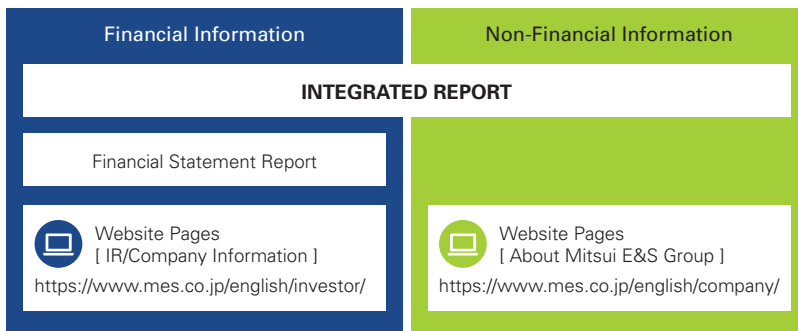 Financial Information
Non-Financial Information
INTEGRATED REPORT
Financial Statement Report
Website Pages
[ IR/Company Information ]
https://www.mes.co.jp/english/investor/
Website Pages
[ About Mitsui E&S Group ]
https://www.mes.co.jp/english/company/